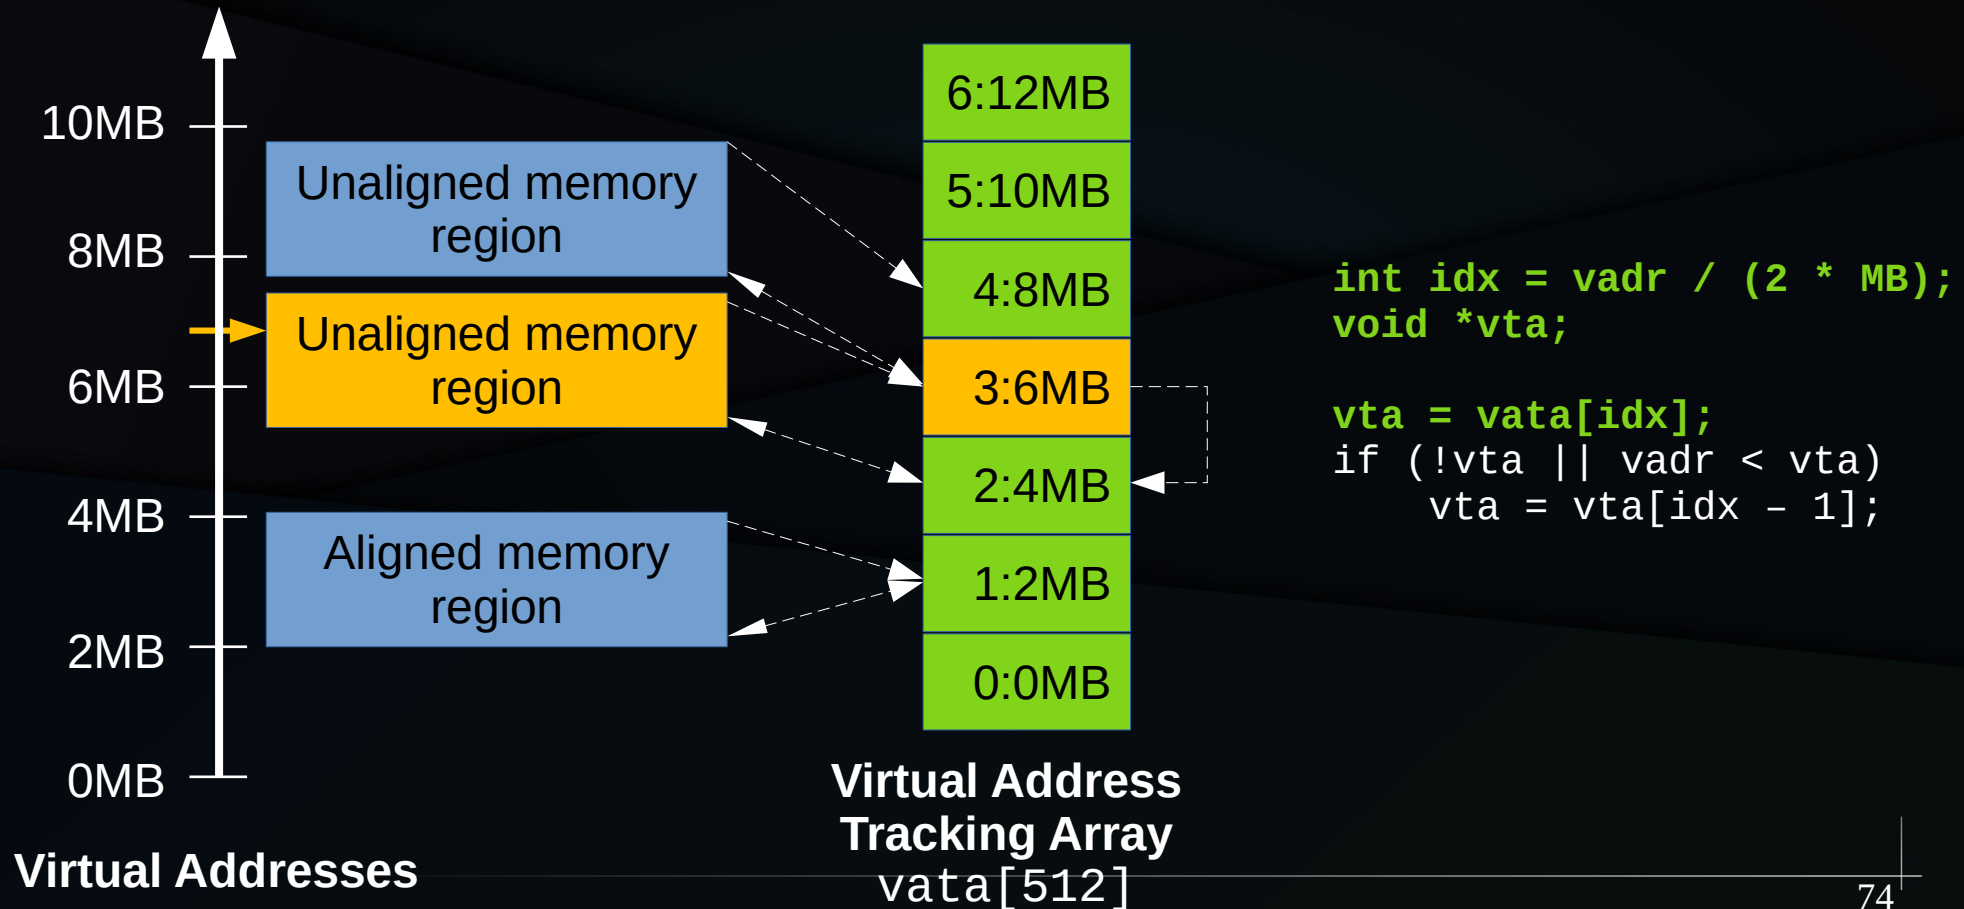 10MB
8MB
6MB
4MB
2MB
0MB
Virtual Addresses
Unaligned memory
region
Unaligned memory
region
Aligned memory
region
6:12MB
5:10MB
4:8MB
3:6MB
2:4MB
1:2MB
0:0MB
Virtual Address
Tracking Array
vata[512]
int idx = vadr / (2 * MB);
void *vta;
vta = vata[idx];
if (!vta || vadr < vta)
vta = vta[idx – 1];
74